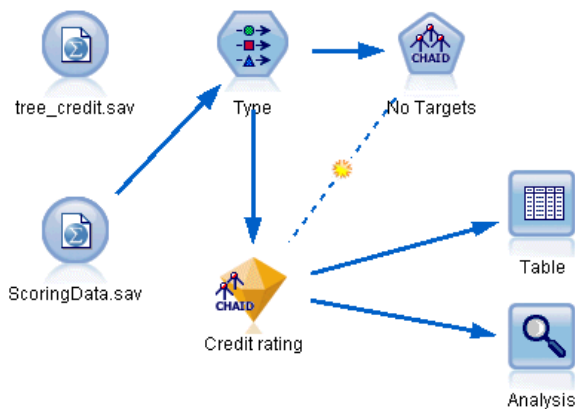 CHAID
tree_credit.sav
Type
No Targets
ScoringData.sav
CHAID
Credit rating
Table
Analysis